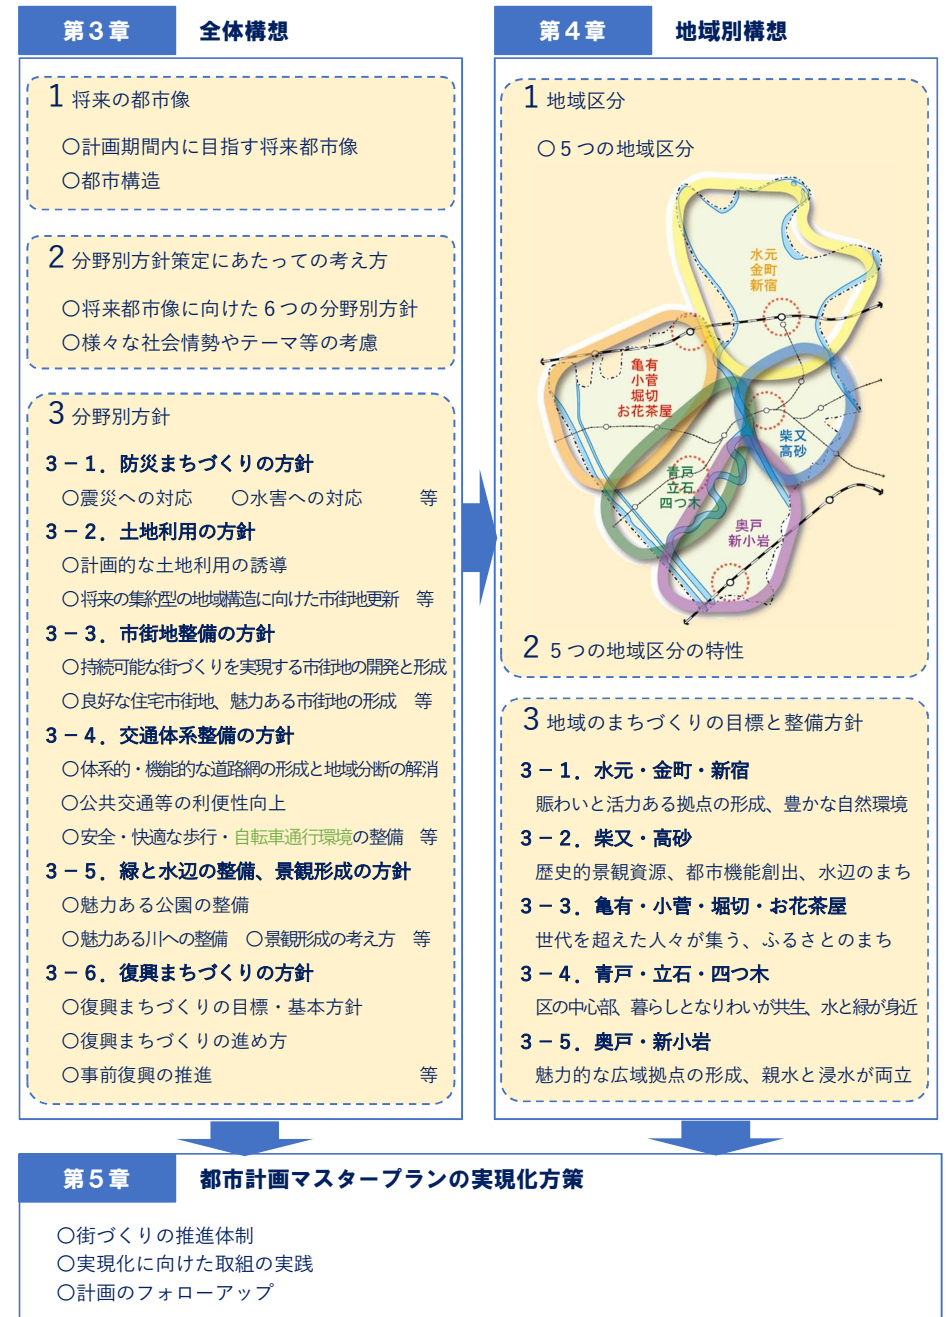 第３章 全体構想
1 将来の都市像
〇計画期間内に目指す将来都市像
〇都市構造
2 分野別方針策定にあたっての考え方
〇将来都市像に向けた６つの分野別方針
〇様々な社会情勢やテーマ等の考慮
3 分野別方針
３－１．防災まちづくりの方針
〇震災への対応 〇水害への対応 等
３－２．土地利用の方針
〇計画的な土地利用の誘導
〇将来の集約型の地域構造に向けた市街地更新 等
３－３．市街地整備の方針
〇持続可能な街づくりを実現する市街地の開発と形成
〇良好な住宅市街地、魅力ある市街地の形成 等
３－４．交通体系整備の方針
〇体系的・機能的な道路網の形成と地域分断の解消
〇公共交通等の利便性向上
〇安全・快適な歩行・自転車通行環境の整備 等
３－５．緑と水辺の整備、景観形成の方針
〇魅力ある公園の整備
〇魅力ある川への整備 〇景観形成の考え方 等
３－６．復興まちづくりの方針
〇復興まちづくりの目標・基本方針
〇復興まちづくりの進め方
〇事前復興の推進 等
第４章 地域別構想
1 地域区分
〇５つの地域区分
水元
金町
新宿
亀有
小菅
堀切
お花茶屋
柴又
高砂
青戸
立石
四つ木
奥戸
新小岩
2 ５つの地域区分の特性
3 地域のまちづくりの目標と整備方針
３－１．水元・金町・新宿
賑わいと活力ある拠点の形成、豊かな自然環境
３－２．柴又・高砂
歴史的景観資源、都市機能創出、水辺のまち
３－３．亀有・小菅・堀切・お花茶屋
世代を超えた人々が集う、ふるさとのまち
３－４．青戸・立石・四つ木
区の中心部、暮らしとなりわいが共生、水と緑が身近
３－５．奥戸・新小岩
魅力的な広域拠点の形成、親水と浸水が両立
第５章 都市計画マスタープランの実現化方策
〇街づくりの推進体制
〇実現化に向けた取組の実践
〇計画のフォローアップ